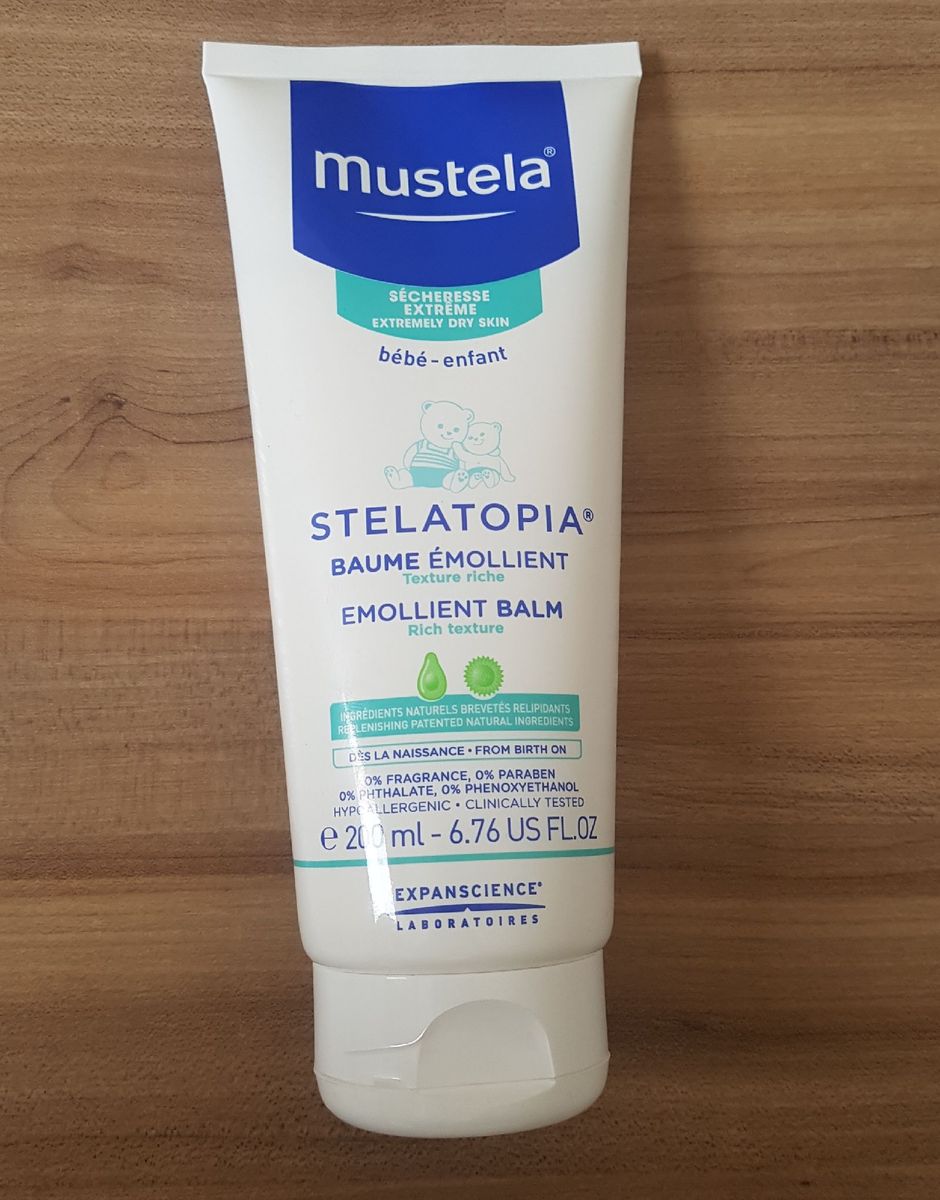 mustela®
SÉCHERESSE
EXTRÊME
EXTREMELY DRY SKIN
bébé-enfant
STELATOPIA®
BAUME ÉMOLLIENT
Texture riche
EMOLLIENT BALM
Rich texture
INGRÉDIENTS NATURELS BREVETÉS RELIPIDANTS
REPLENISHING PATENTED NATURAL INGREDIENTS
DÈS LA NAISSANCE • FROM BIRTH ON
0% FRAGRANCE, 0% PARABEN
0% PHTHALATE, 0% PHENOXYETHANOL
HYPOALLERGENIC • CLINICALLY TESTED
e 200 ml - 6.76 US FL.OZ
EXPANSCIENCE®
LABORATOIRES